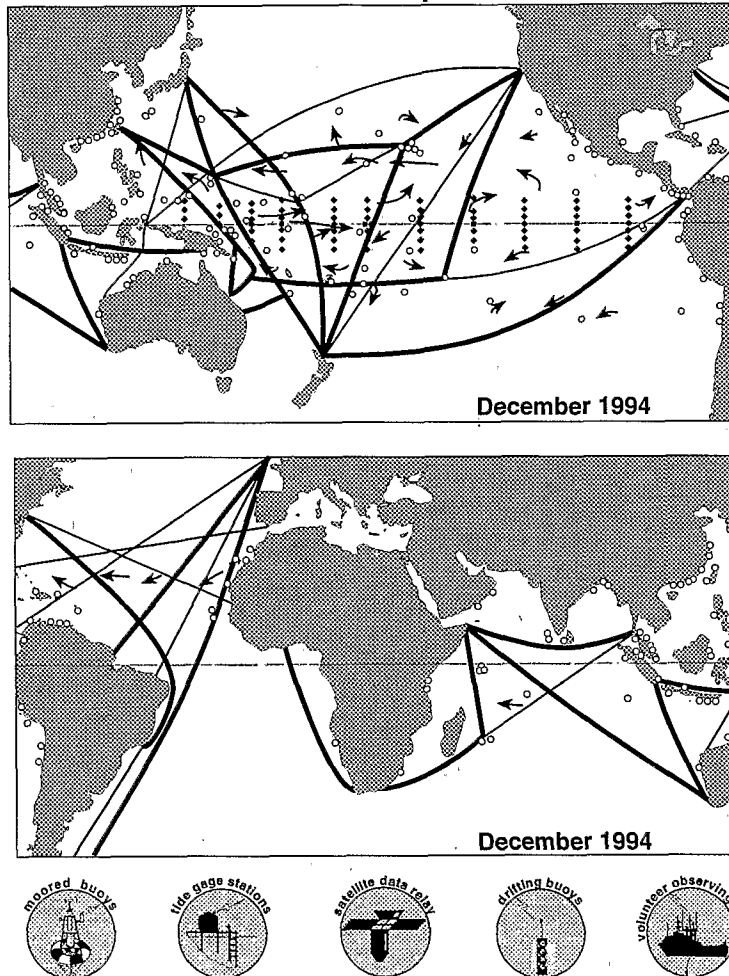 December 1994
December 1994
moored buoys
tide gage stations
satellite data relay
drifting buoys
volunteer observing